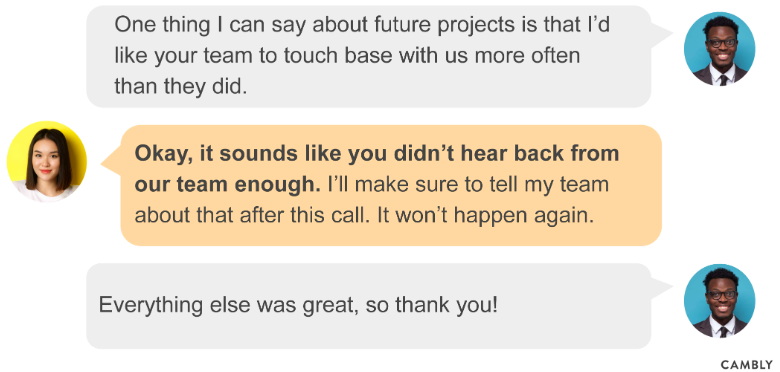 One thing I can say about future projects is that I’d
like your team to touch base with us more often
than they did.
Okay, it sounds like you didn’t hear back from
our team enough. I’ll make sure to tell my team
about that after this call. It won’t happen again.
Everything else was great, so thank you!
CAMBLY